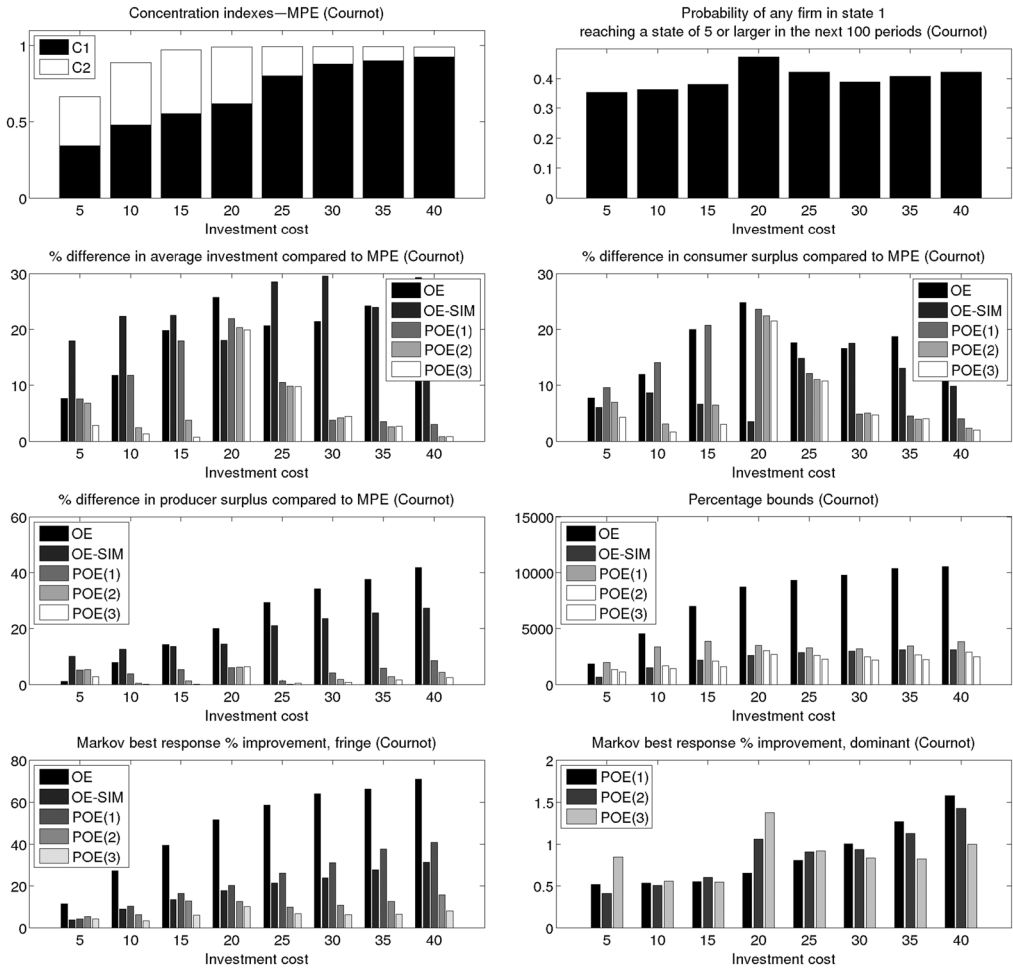 Concentration indexes—MPE (Cournot)
1
0.5
0
C1
C2
5 10 15 20 25 30 35 40
Investment cost
Probability of any firm in state 1
reaching a state of 5 or larger in the next 100 periods (Cournot)
0.4
0.3
0.2
0.1
0
5 10 15 20 25 30 35 40
Investment cost
% difference in average investment compared to MPE (Cournot)
30
20
10
0
OE
OE-SIM
POE(1)
POE(2)
POE(3)
5 10 15 20 25 30 35 40
Investment cost
% difference in consumer surplus compared to MPE (Cournot)
30
20
10
0
OE
OE-SIM
POE(1)
POE(2)
POE(3)
5 10 15 20 25 30 35 40
Investment cost
% difference in producer surplus compared to MPE (Cournot)
60
40
20
0
OE
OE-SIM
POE(1)
POE(2)
POE(3)
5 10 15 20 25 30 35 40
Investment cost
Percentage bounds (Cournot)
15000
10000
5000
0
OE
OE-SIM
POE(1)
POE(2)
POE(3)
5 10 15 20 25 30 35 40
Investment cost
Markov best response % improvement, fringe (Cournot)
80
60
40
20
0
OE
OE-SIM
POE(1)
POE(2)
POE(3)
5 10 15 20 25 30 35 40
Investment cost
Markov best response % improvement, dominant (Cournot)
2
1.5
1
0.5
0
POE(1)
POE(2)
POE(3)
5 10 15 20 25 30 35 40
Investment cost